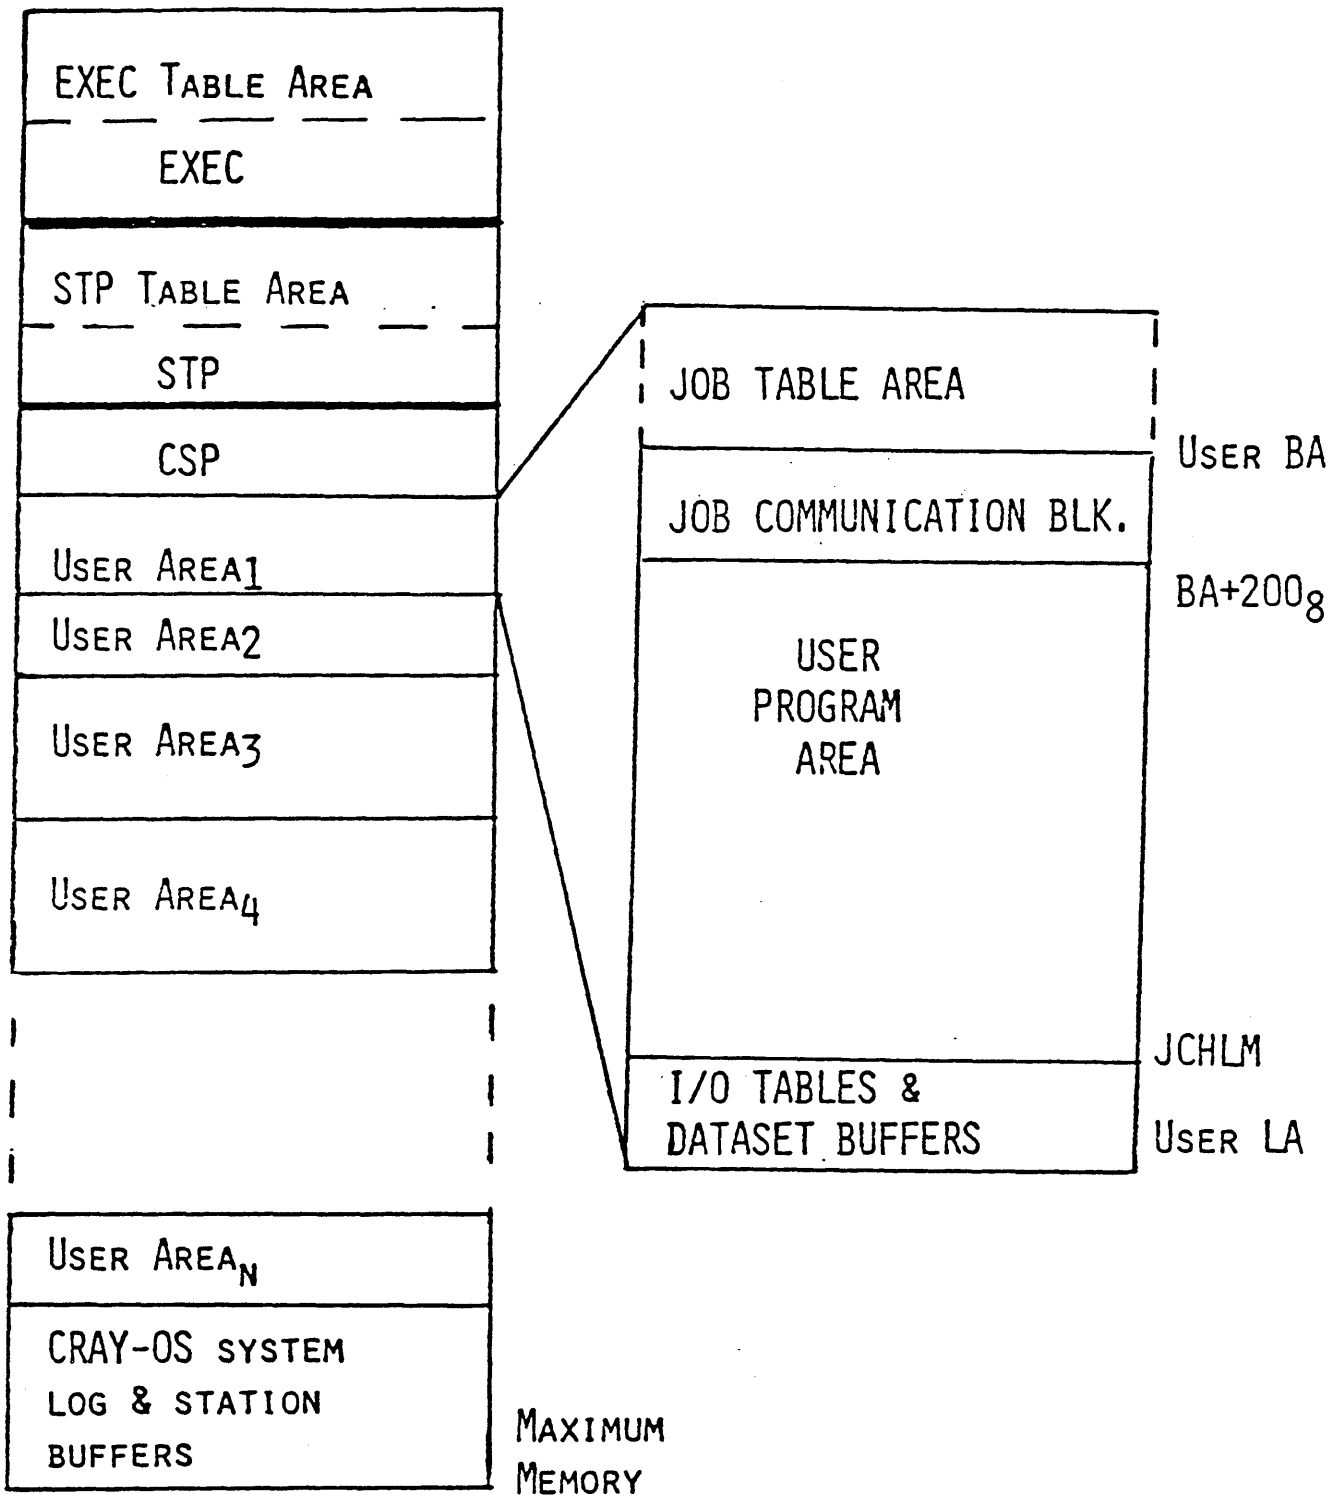 EXEC TABLE AREA
EXEC
STP TABLE AREA
STP
CSP
USER AREA1
USER AREA2
USER AREA3
USER AREA4
USER AREAN
CRAY-OS SYSTEM
LOG & STATION
BUFFERS
MAXIMUM
MEMORY
JOB TABLE AREA
USER BA
JOB COMMUNICATION BLK.
BA+200₈
USER
PROGRAM
AREA
JCHLM
I/O TABLES &
DATASET BUFFERS
USER LA